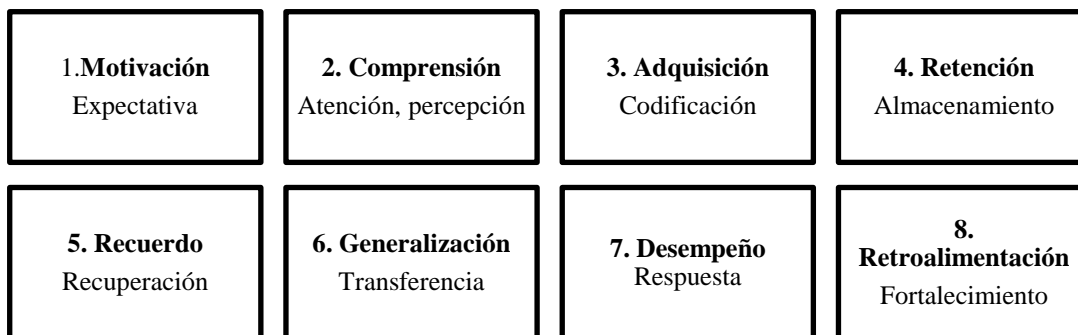 1.Motivación
Expectativa
2. Comprensión
Atención, percepción
3. Adquisición
Codificación
4. Retención
Almacenamiento
5. Recuerdo
Recuperación
6. Generalización
Transferencia
7. Desempeño
Respuesta
8.
Retroalimentación
Fortalecimiento